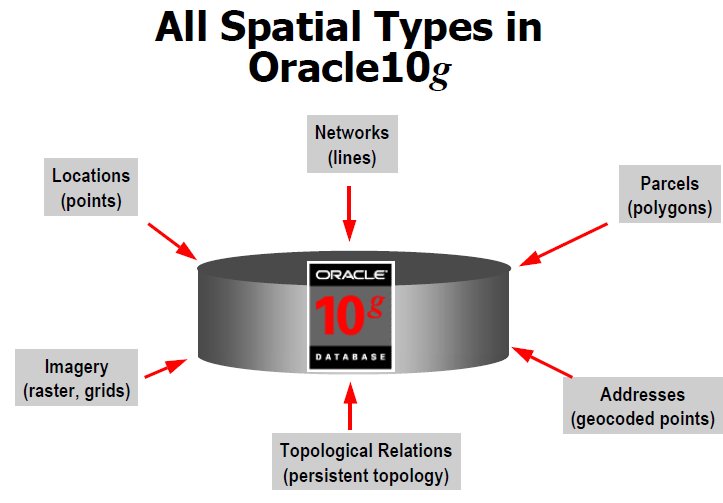 All Spatial Types in
Oracle10g
Networks
(lines)
Locations
(points)
Parcels
(polygons)
ORACLE
10g
DATABASE
Imagery
(raster, grids)
Addresses
(geocoded points)
Topological Relations
(persistent topology)